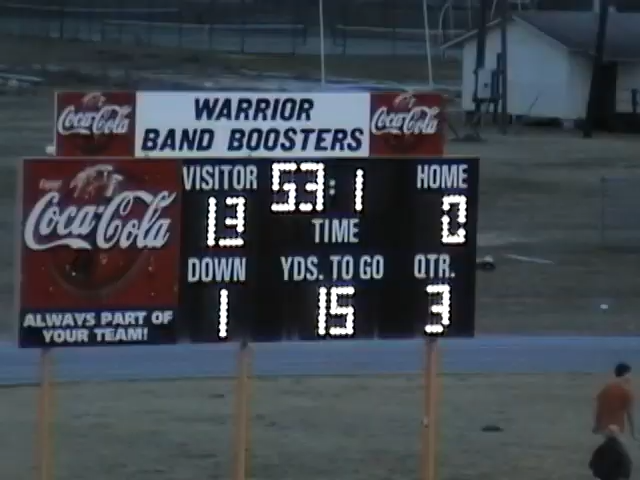 WARRIOR
BAND BOOSTERS
Coca-Cola
Coca-Cola
VISITOR 53:1 HOME
13 TIME 0
DOWN YDS. TO GO QTR.
1 15 3
Coca-Cola
ALWAYS PART OF
YOUR TEAM!